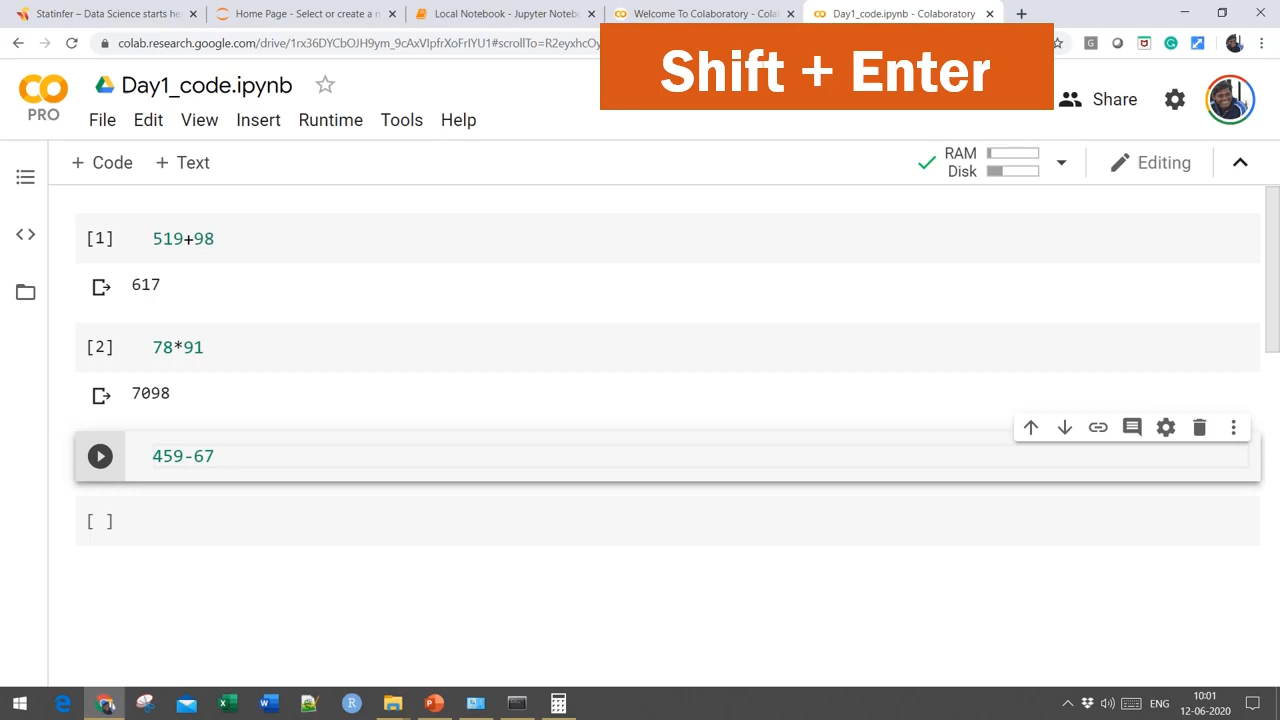 Statinfer – Data Science starts he
Home Page - Select or create a n
Local Notebook - Jupyter Notebo
Welcome To Colaboratory - Colab
Day1_code.ipynb - Colaboratory
Shift + Enter
CO
PRO
Day1_code.ipynb
Share
File Edit View Insert Runtime Tools Help
+ Code + Text
RAM
Disk
Editing
[1] 519+98
617
[2] 78*91
7098
459-67
[ ]
ENG
10:01
12-06-2020